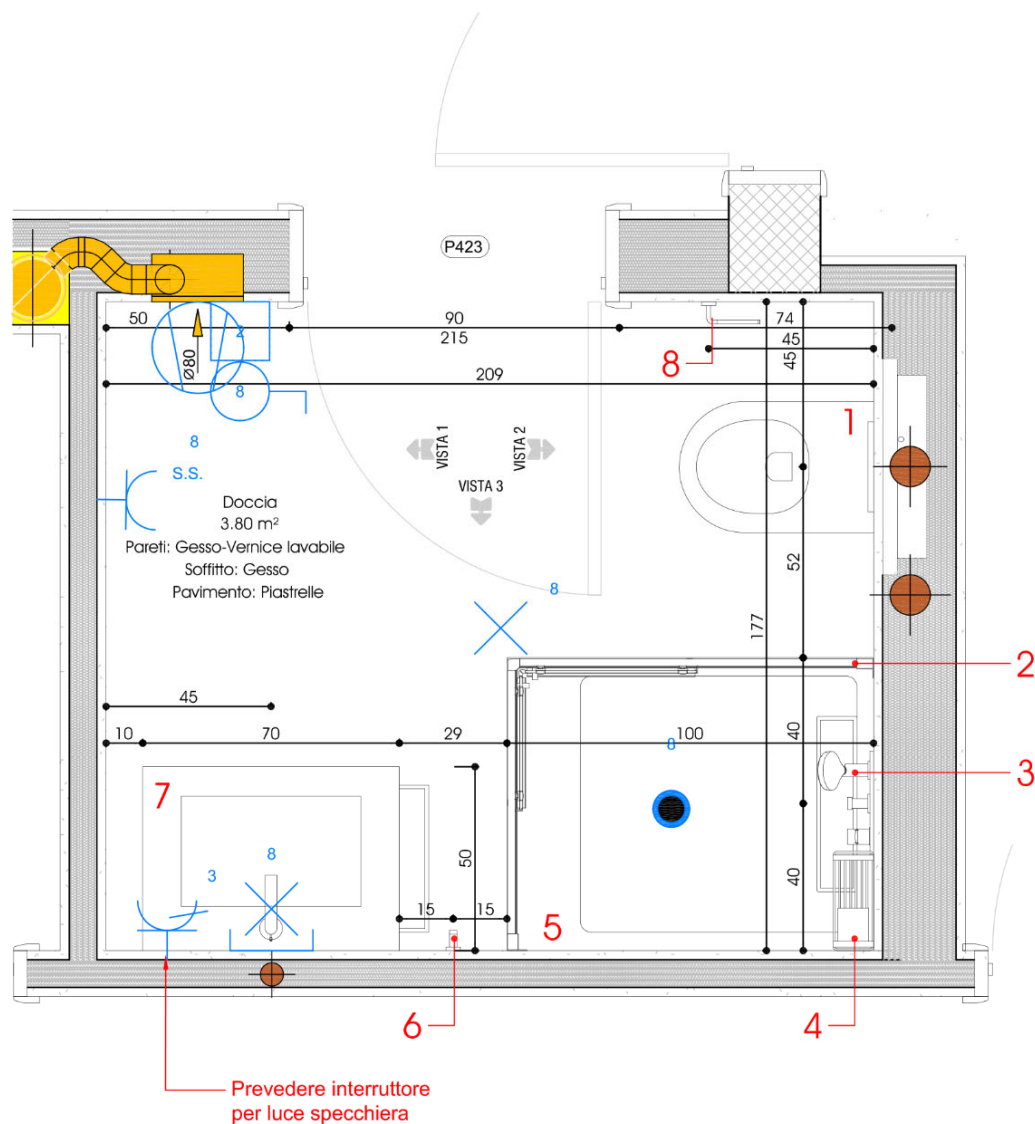 P423
50
90
74
215
45
8
45
209
2
Ø80
8
8
S.S.
VISTA 1
VISTA 2
VISTA 3
1
Doccia
3.80 m²
Pareti: Gesso-Vernice lavabile
Soffitto: Gesso
Pavimento: Piastrelle
8
52
177
2
45
10
70
29
100
40
8
3
7
3
8
50
40
15
15
5
6
4
Prevedere interruttore
per luce specchiera